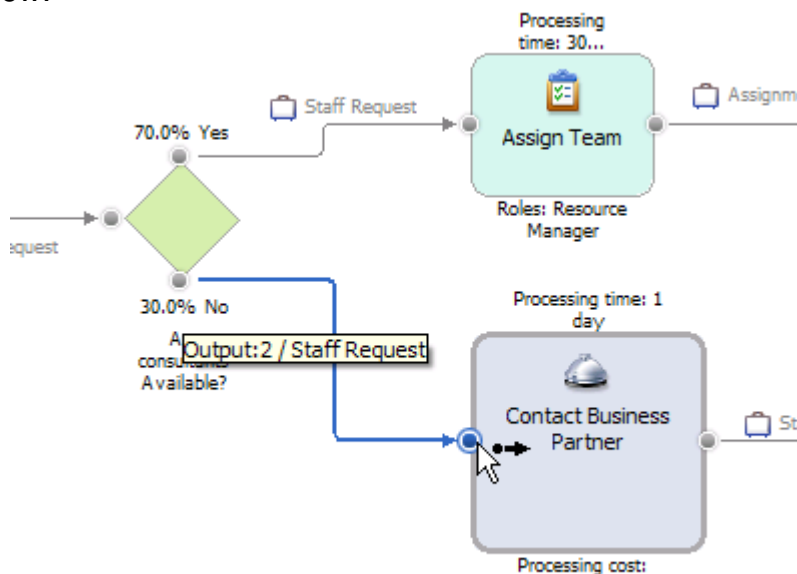 Processing
time: 30...
Staff Request
Assignm
70.0% Yes
Assign Team
Roles: Resource
Manager
equest
30.0% No
Processing time: 1
day
A
Output:2 / Staff Request
consultants
Available?
Contact Business
Partner
St
Processing cost: